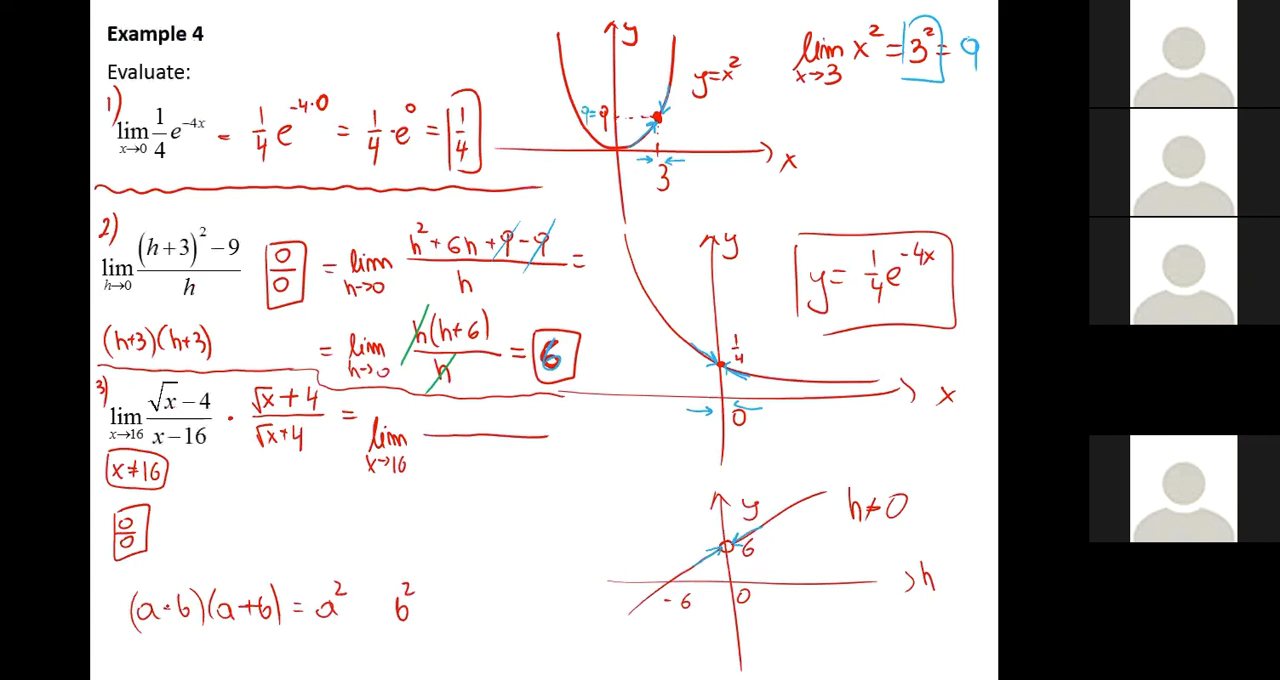 Example 4
Evaluate:
1) lim x→0 1/4 e^(-4x) = 1/4 e^(-4·0) = 1/4 · e^0 = 1/4
2) lim h→0 ((h+3)^2 − 9)/h 0/0 = lim h→0 (h^2 + 6h + 9 − 9)/h =
(h+3)(h+3) = lim h→0 h(h+6)/h = 6
3) lim x→16 (√x − 4)/(x − 16) · (√x + 4)/(√x + 4) = lim x→16
x≠16
0/0
(a-b)(a+b) = a^2 b^2
y
y=x^2
9=9
3
x
lim x→3 x^2 = 3^2 = 9
y
y = 1/4 e^(-4x)
1/4
0
x
y
h≠0
6
-6 0
h